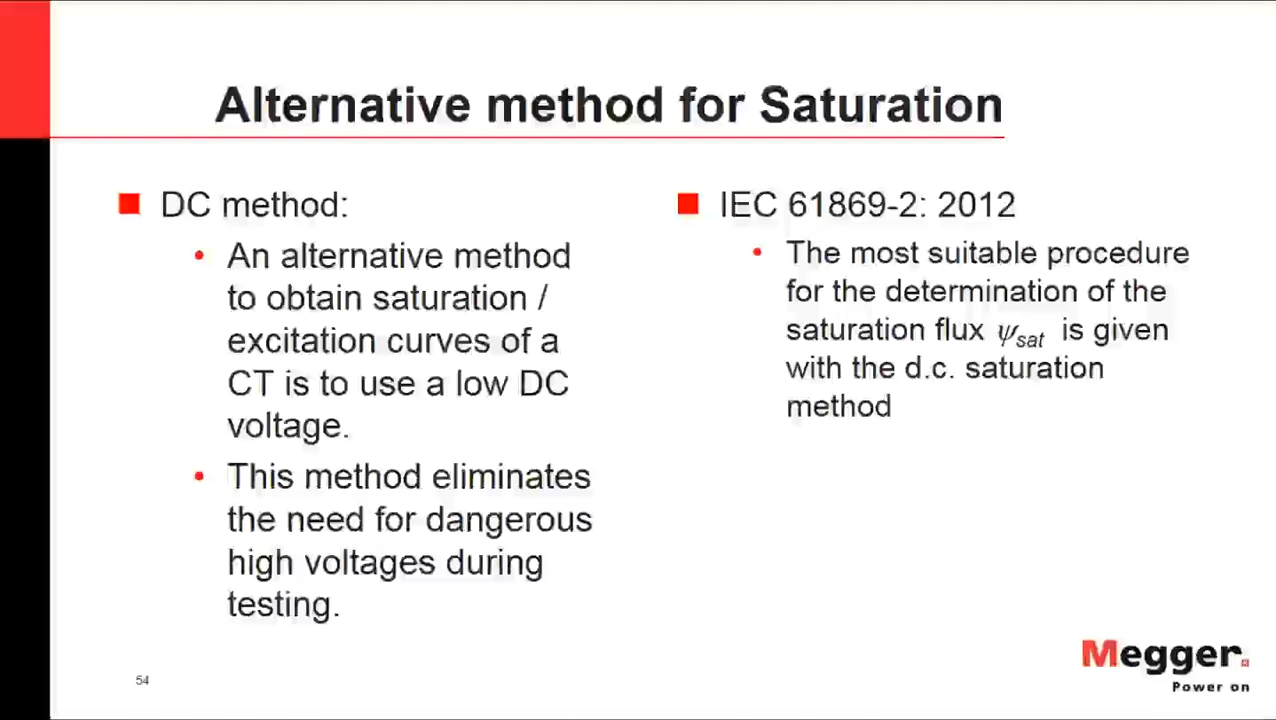 Alternative method for Saturation
DC method:
• An alternative method
to obtain saturation /
excitation curves of a
CT is to use a low DC
voltage.
• This method eliminates
the need for dangerous
high voltages during
testing.
IEC 61869-2: 2012
• The most suitable procedure
for the determination of the
saturation flux ψsat is given
with the d.c. saturation
method
54
Megger
Power on